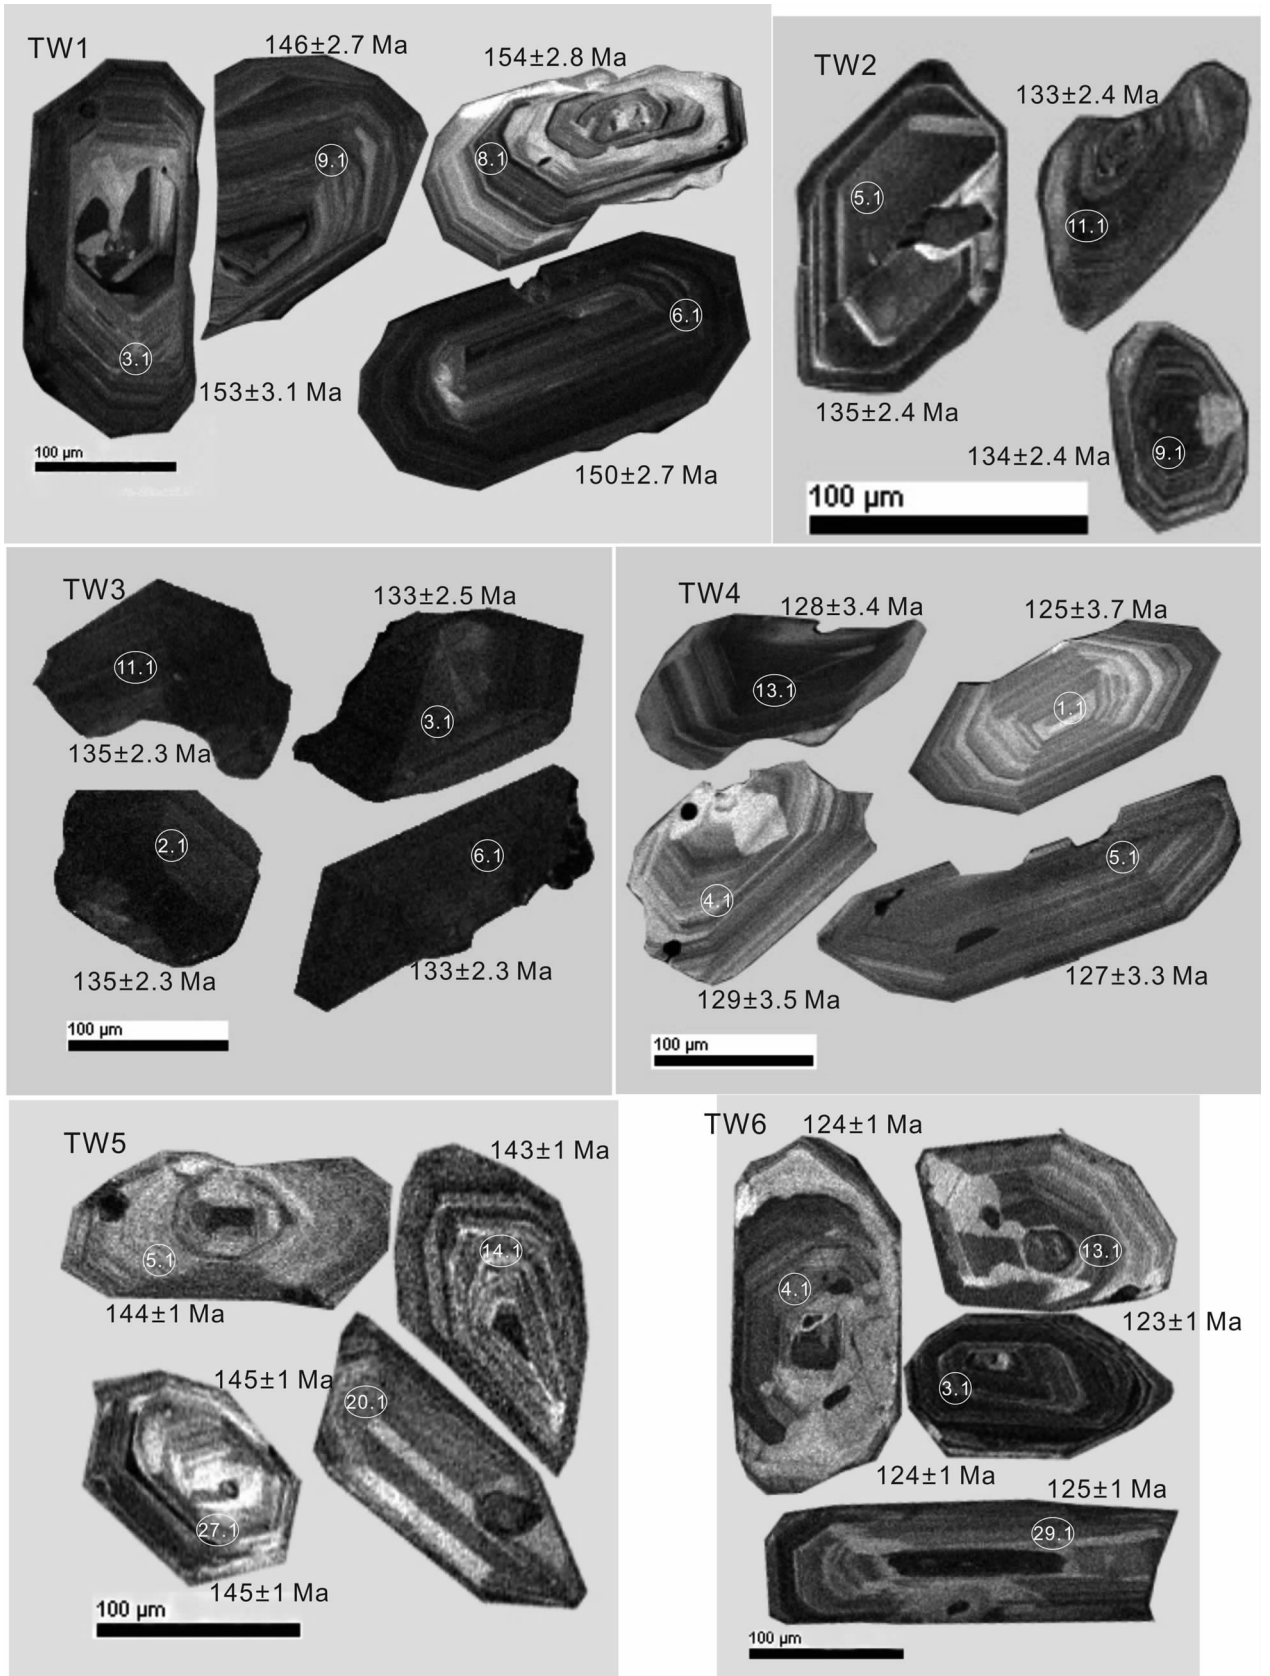 TW1
146±2.7 Ma
154±2.8 Ma
9.1
8.1
6.1
3.1
153±3.1 Ma
100 µm
150±2.7 Ma
TW2
133±2.4 Ma
5.1
11.1
135±2.4 Ma
134±2.4 Ma
9.1
100 µm
TW3
133±2.5 Ma
11.1
3.1
135±2.3 Ma
2.1
6.1
135±2.3 Ma
133±2.3 Ma
100 µm
TW4
128±3.4 Ma
125±3.7 Ma
13.1
1.1
5.1
4.1
129±3.5 Ma
127±3.3 Ma
100 µm
TW5
143±1 Ma
5.1
14.1
144±1 Ma
145±1 Ma
20.1
27.1
145±1 Ma
100 µm
TW6
124±1 Ma
4.1
13.1
123±1 Ma
3.1
124±1 Ma
125±1 Ma
29.1
100 µm